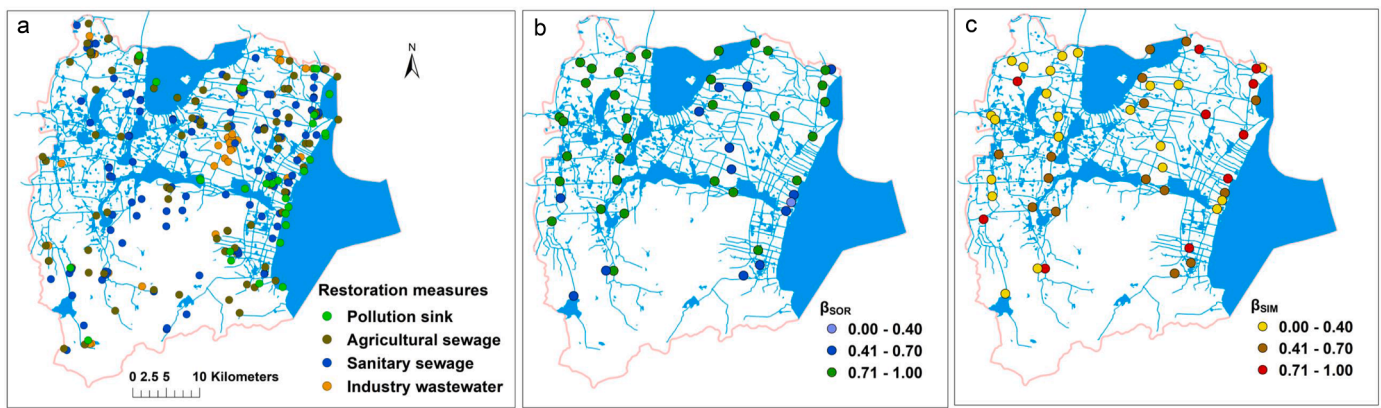 a
N
Restoration measures
Pollution sink
Agricultural sewage
Sanitary sewage
Industry wastewater
0 2.5 5 10 Kilometers
b
βSOR
0.00 - 0.40
0.41 - 0.70
0.71 - 1.00
c
βSIM
0.00 - 0.40
0.41 - 0.70
0.71 - 1.00